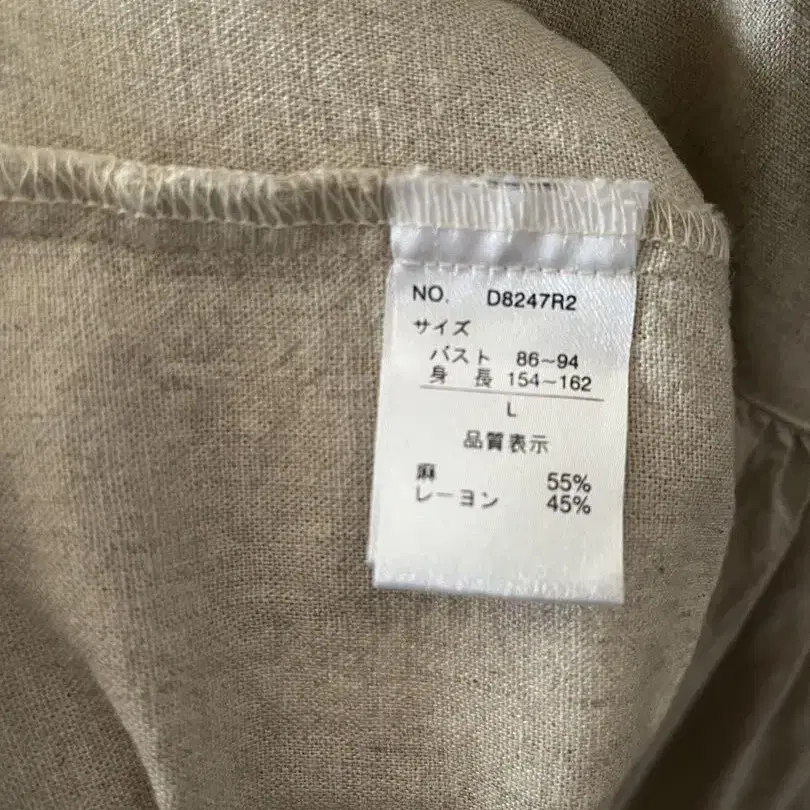 NO. D8247R2
サイズ
バスト 86~94
身 長 154~162
L
品質表示
麻 55%
レーヨン 45%